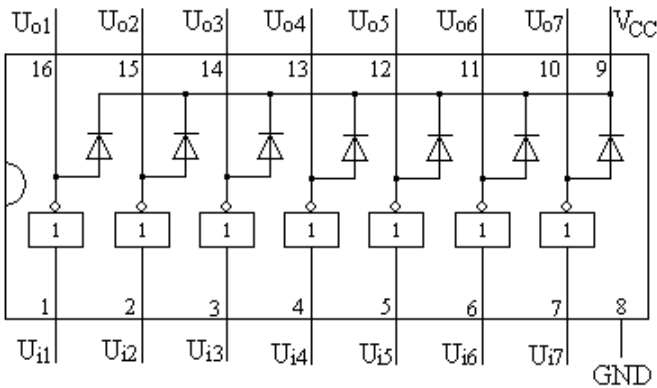 Uo1 Uo2 Uo3 Uo4 Uo5 Uo6 Uo7 VCC
16 15 14 13 12 11 10 9
1 1 1 1 1 1 1
1 2 3 4 5 6 7 8
Ui1 Ui2 Ui3 Ui4 Ui5 Ui6 Ui7
GND